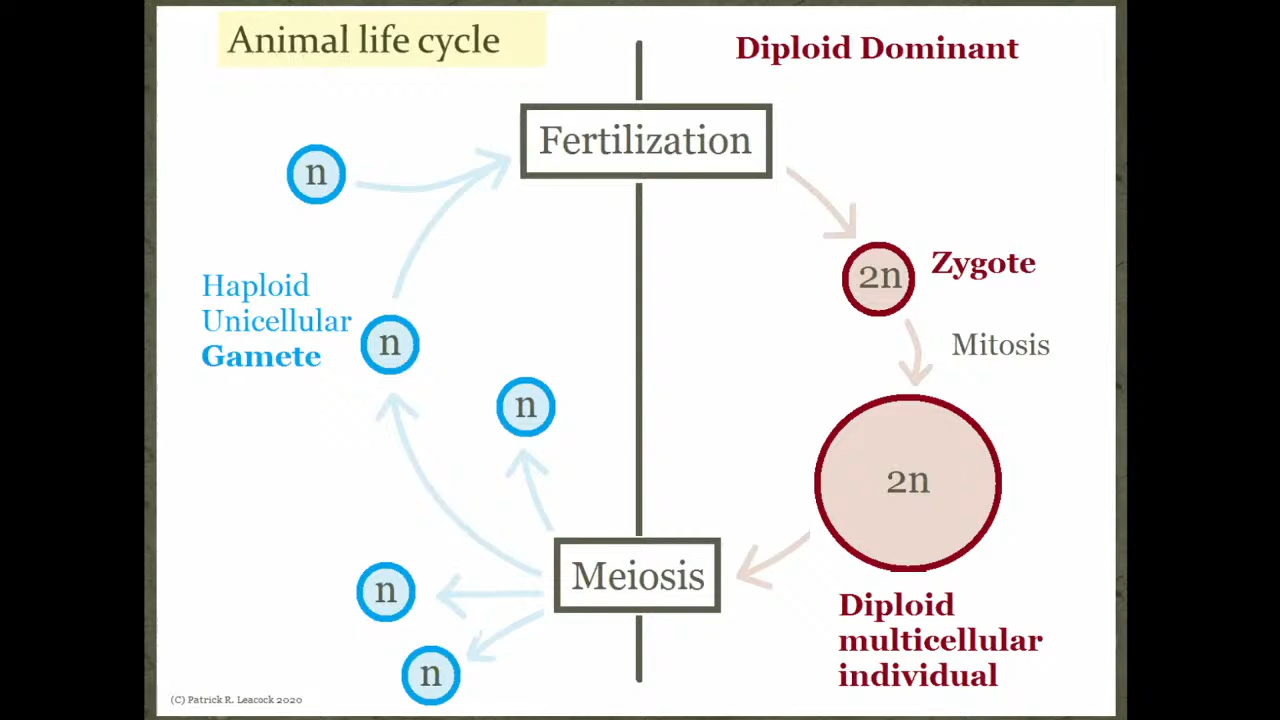 Animal life cycle
Diploid Dominant
Fertilization
n
2n
Zygote
Haploid
Unicellular
Gamete
n
Mitosis
n
2n
Meiosis
n
Diploid
multicellular
individual
n
(C) Patrick R. Leacock 2020